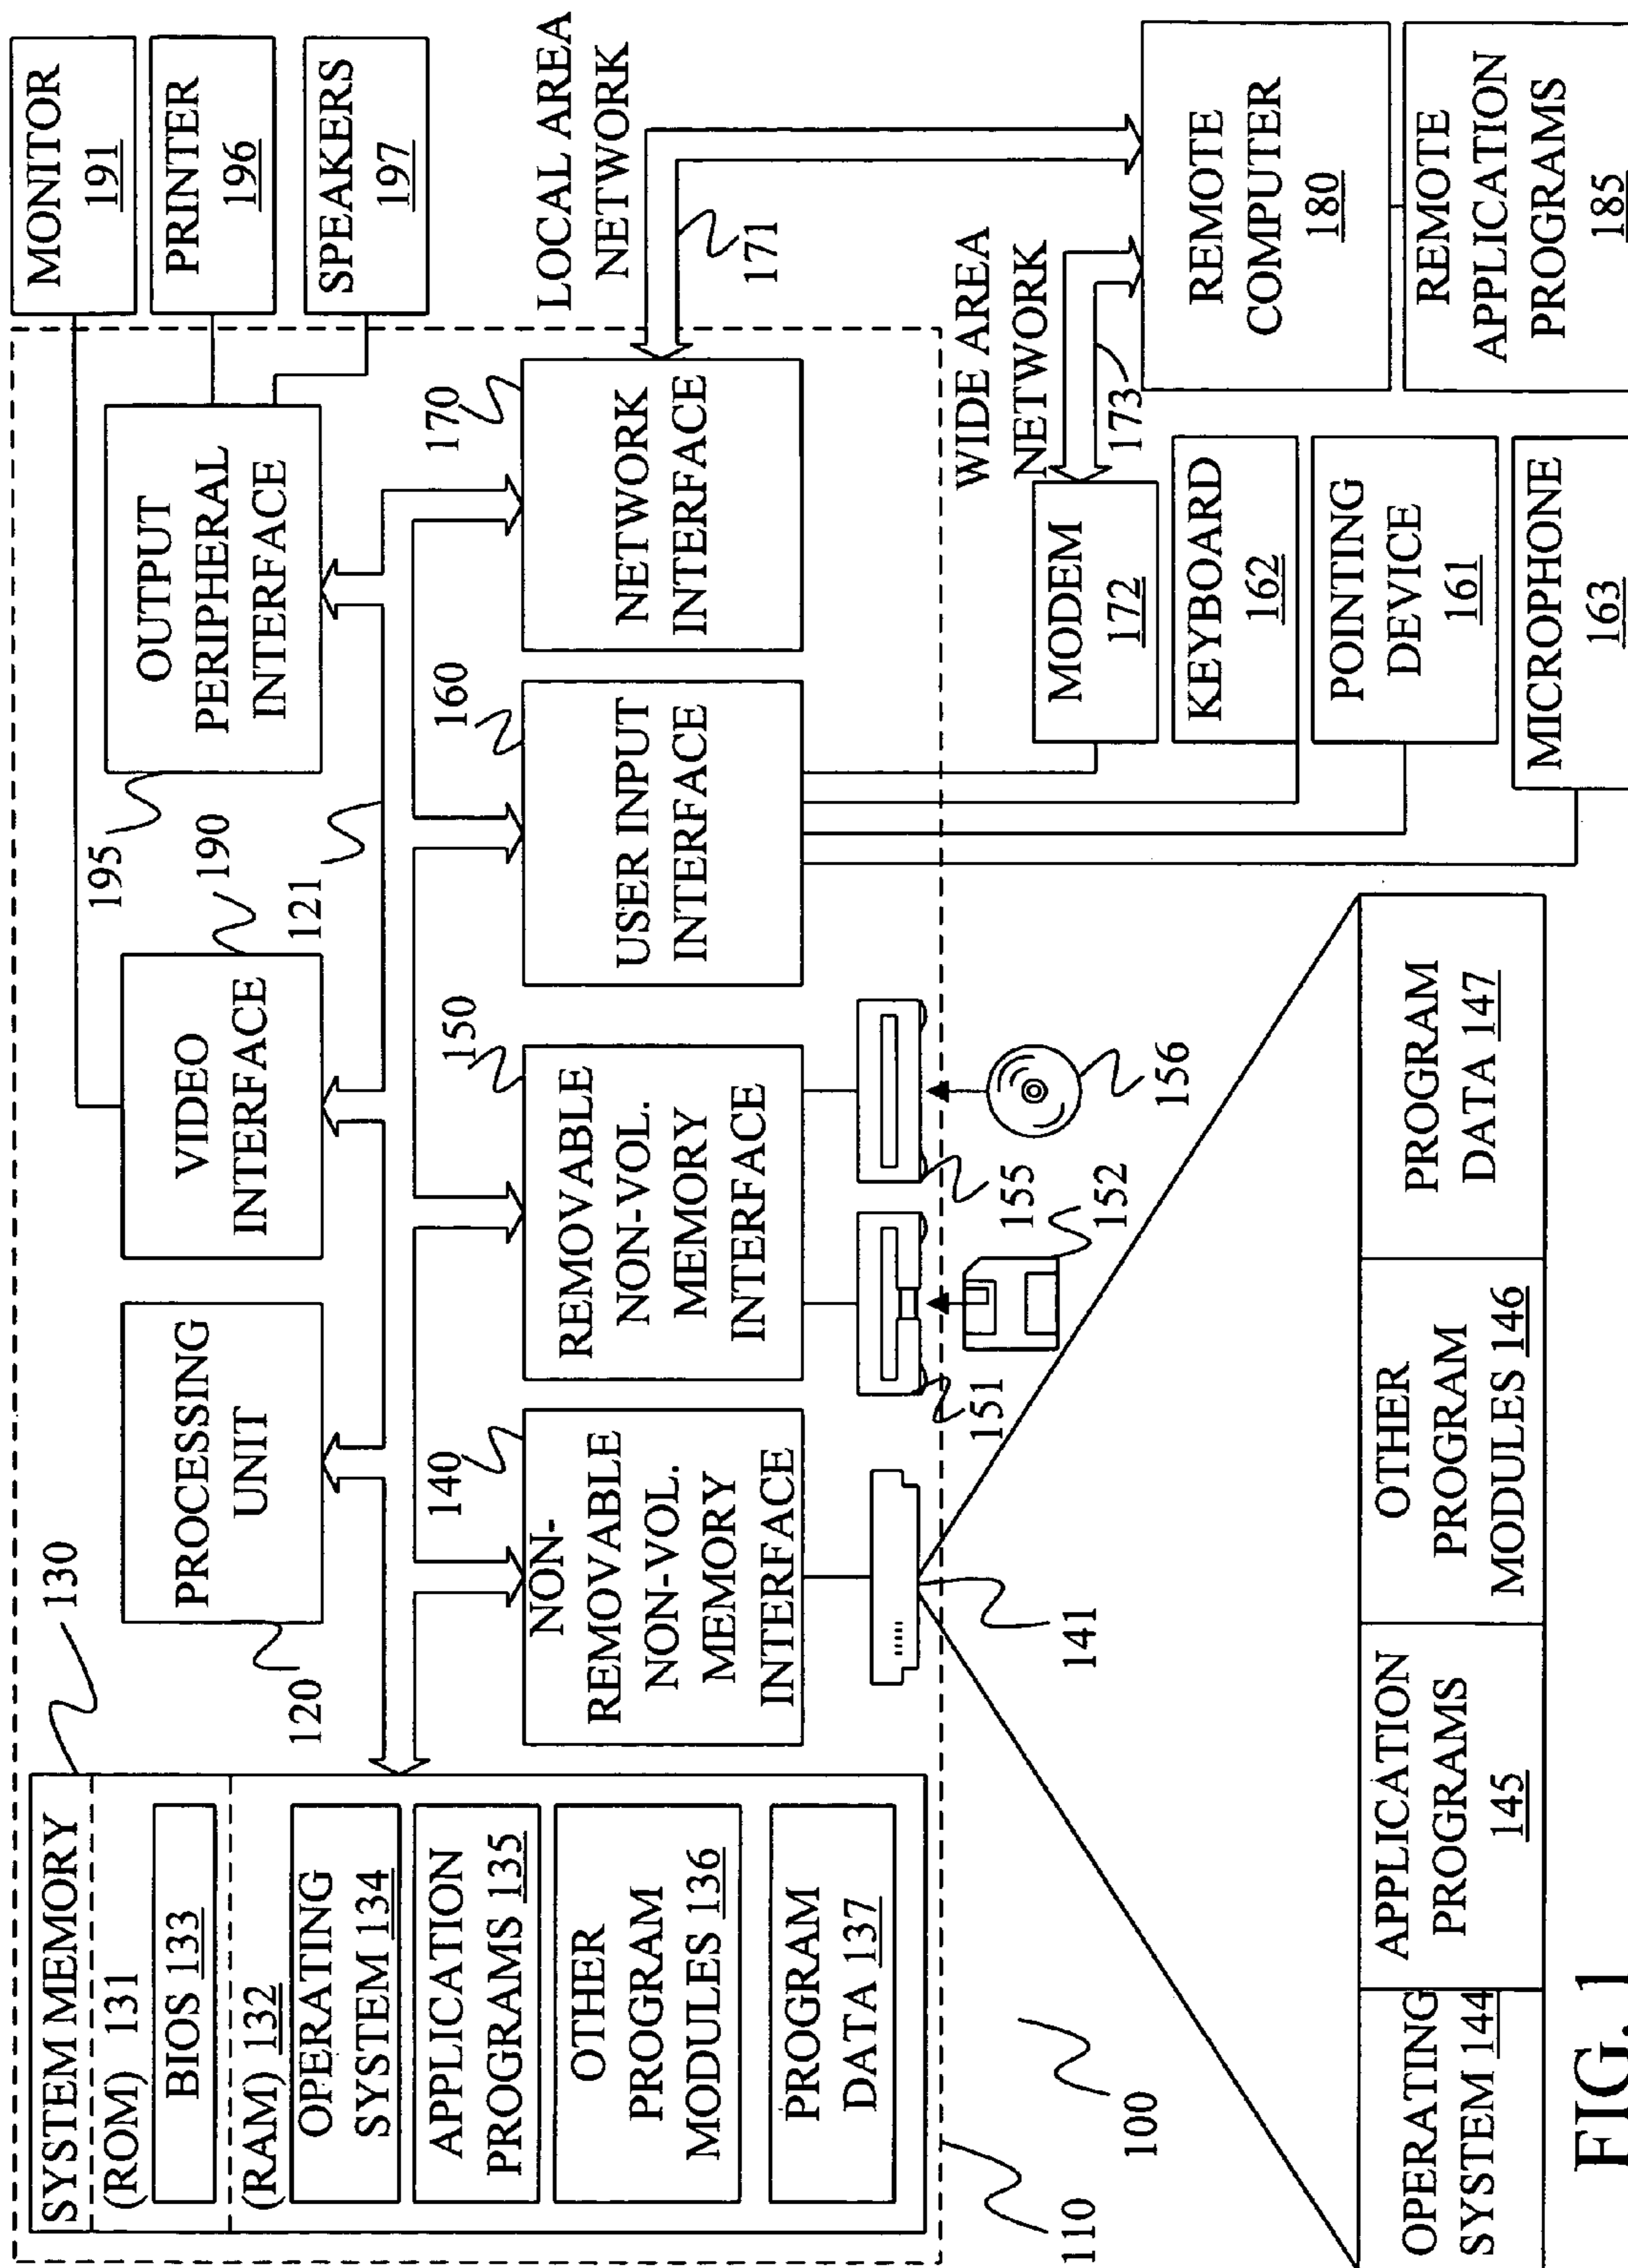 SYSTEM MEMORY
(ROM) 131
BIOS 133
(RAM) 132
OPERATING
SYSTEM 134
APPLICATION
PROGRAMS 135
OTHER
PROGRAM
MODULES 136
PROGRAM
DATA 137
130
120
PROCESSING
UNIT
VIDEO
INTERFACE
190
121
195
OUTPUT
PERIPHERAL
INTERFACE
MONITOR
191
PRINTER
196
SPEAKERS
197
140
NON-
REMOVABLE
NON-VOL.
MEMORY
INTERFACE
150
REMOVABLE
NON-VOL.
MEMORY
INTERFACE
160
USER INPUT
INTERFACE
170
NETWORK
INTERFACE
LOCAL AREA
NETWORK
171
141
151
152
155
156
WIDE AREA
NETWORK
173
MODEM
172
KEYBOARD
162
POINTING
DEVICE
161
MICROPHONE
163
REMOTE
COMPUTER
180
REMOTE
APPLICATION
PROGRAMS
185
110
100
OPERATING
SYSTEM 144
APPLICATION
PROGRAMS
145
OTHER
PROGRAM
MODULES 146
PROGRAM
DATA 147
FIG. 1